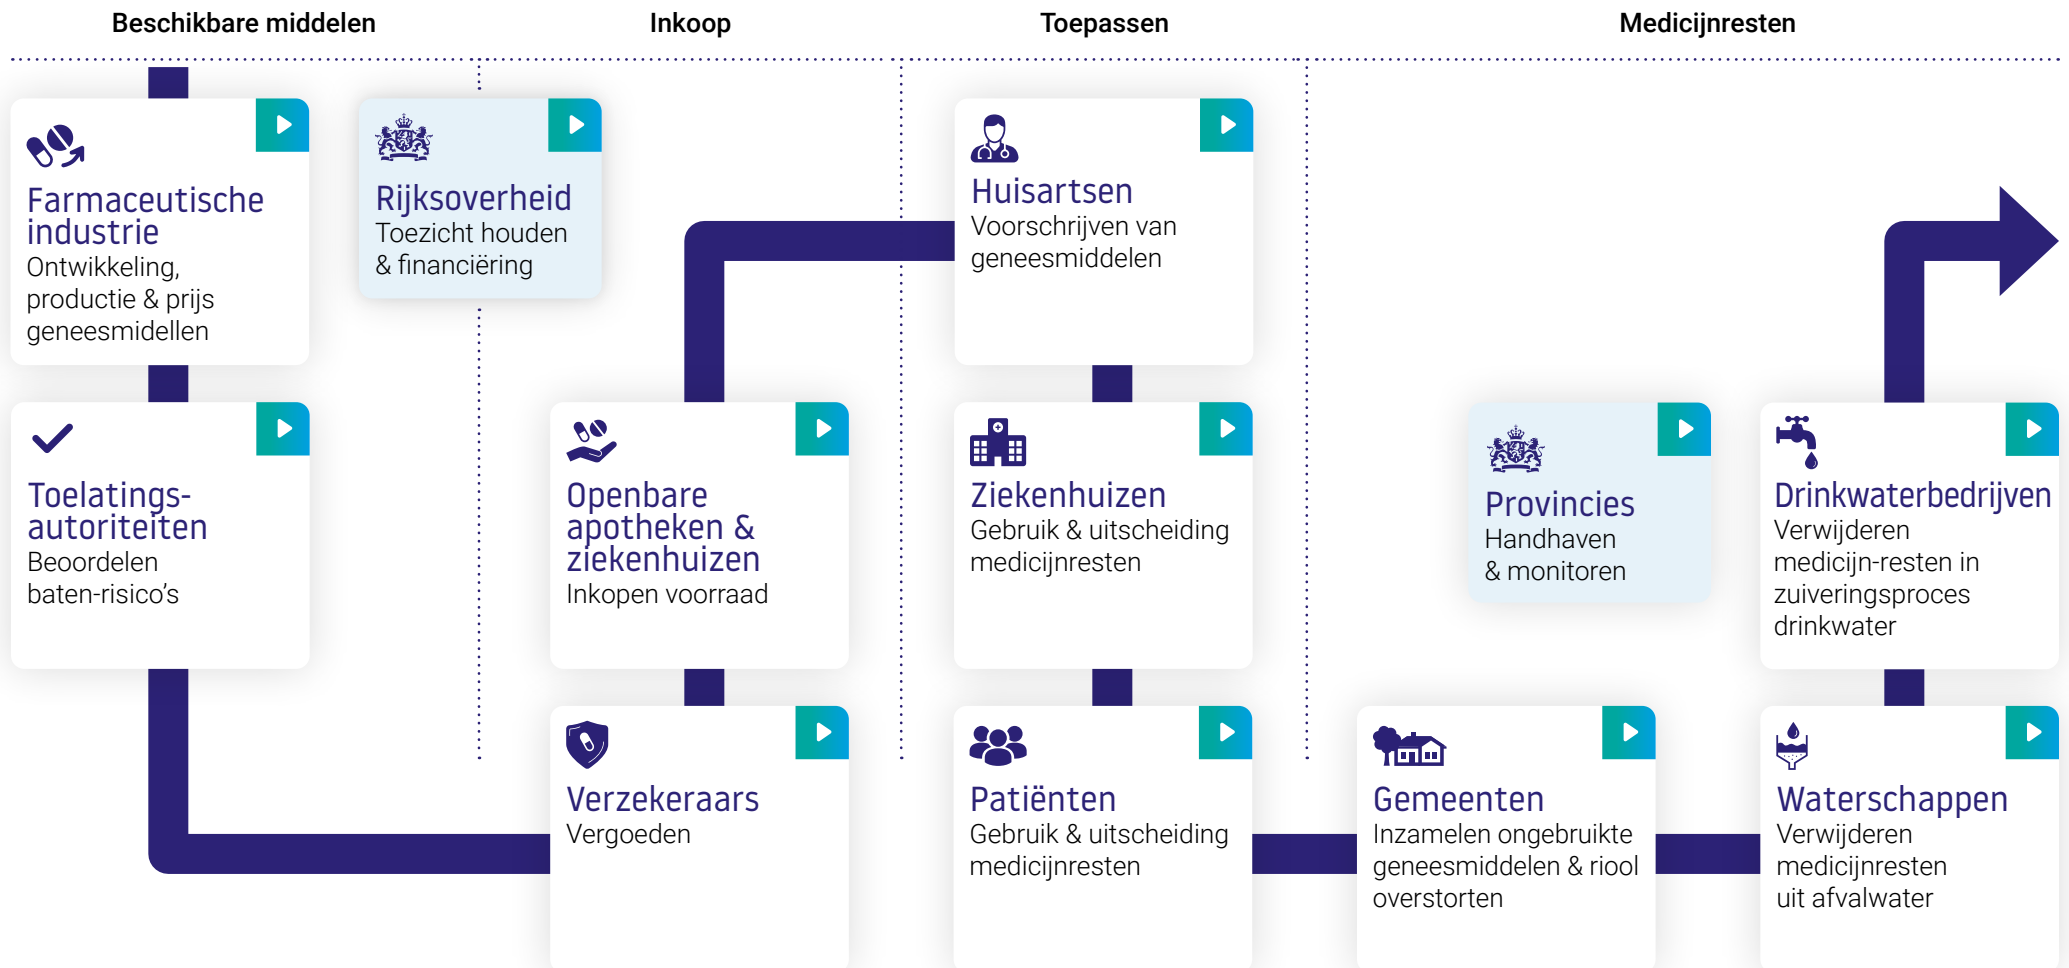 Beschikbare middelen
Inkoop
Toepassen
Medicijnresten
Farmaceutische
industrie
Ontwikkeling,
productie & prijs
geneesmidellen
Rijksoverheid
Toezicht houden
& financiëring
Toelatings-
autoriteiten
Beoordelen
baten-risico’s
Openbare
apotheken &
ziekenhuizen
Inkopen voorraad
Verzekeraars
Vergoeden
Huisartsen
Voorschrijven van
geneesmiddelen
Ziekenhuizen
Gebruik & uitscheiding
medicijnresten
Patiënten
Gebruik & uitscheiding
medicijnresten
Gemeenten
Inzamelen ongebruikte
geneesmiddelen & riool
overstorten
Provincies
Handhaven
& monitoren
Drinkwaterbedrijven
Verwijderen
medicijn-resten in
zuiveringsproces
drinkwater
Waterschappen
Verwijderen
medicijnresten
uit afvalwater